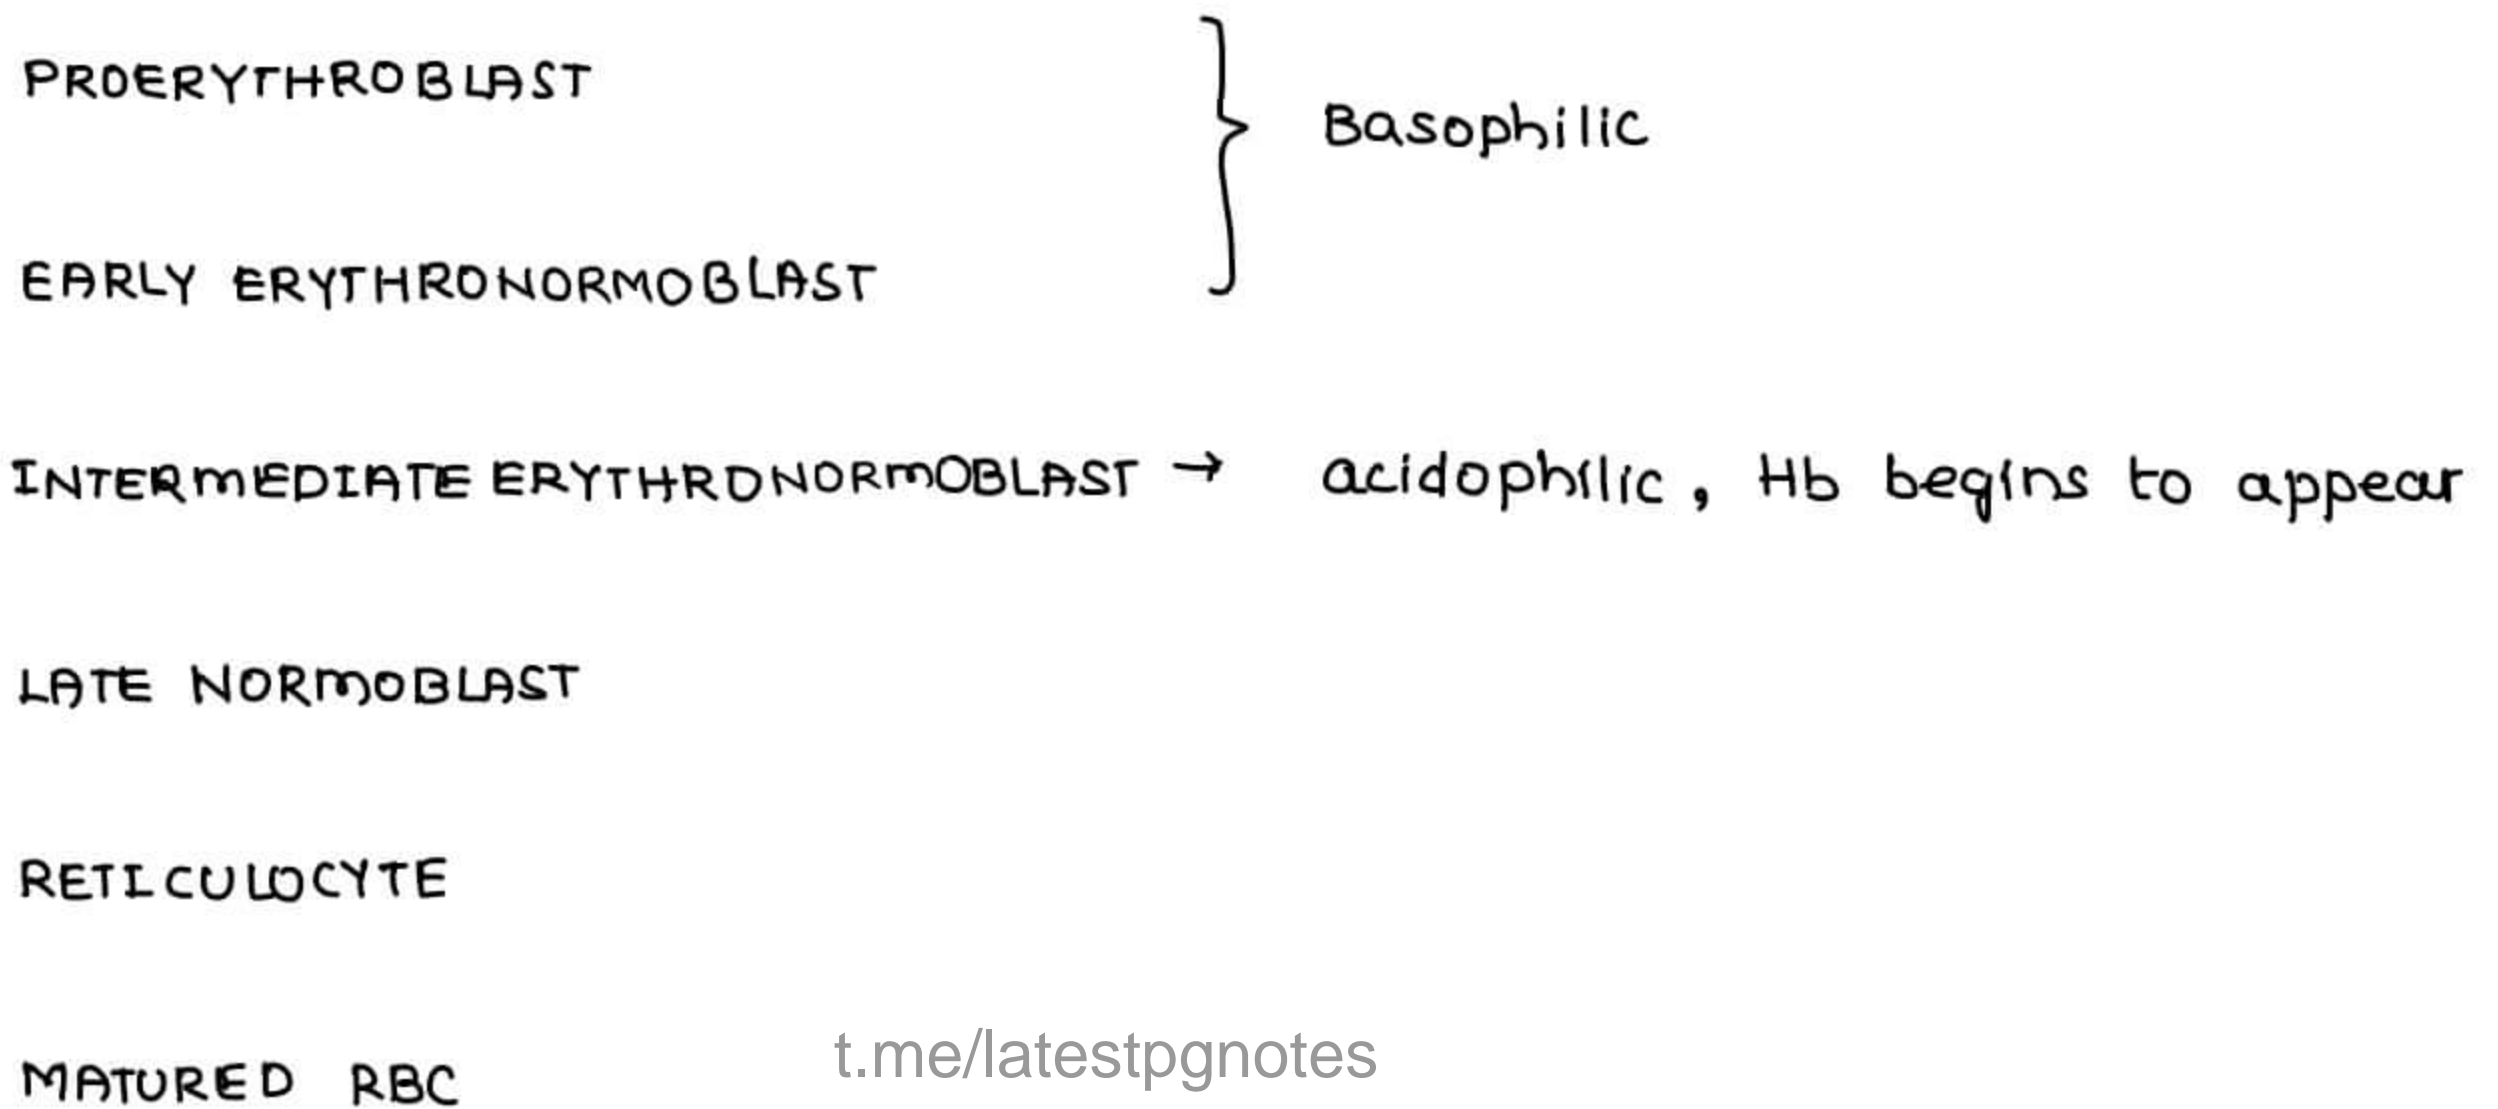 PROERYTHROBLAST
Basophilic
EARLY ERYTHRONORMOBLAST
INTERMEDIATE ERYTHRONORMOBLAST → acidophilic, Hb begins to appear
LATE NORMOBLAST
RETICULOCYTE
MATURED RBC
t.me/latestpgnotes